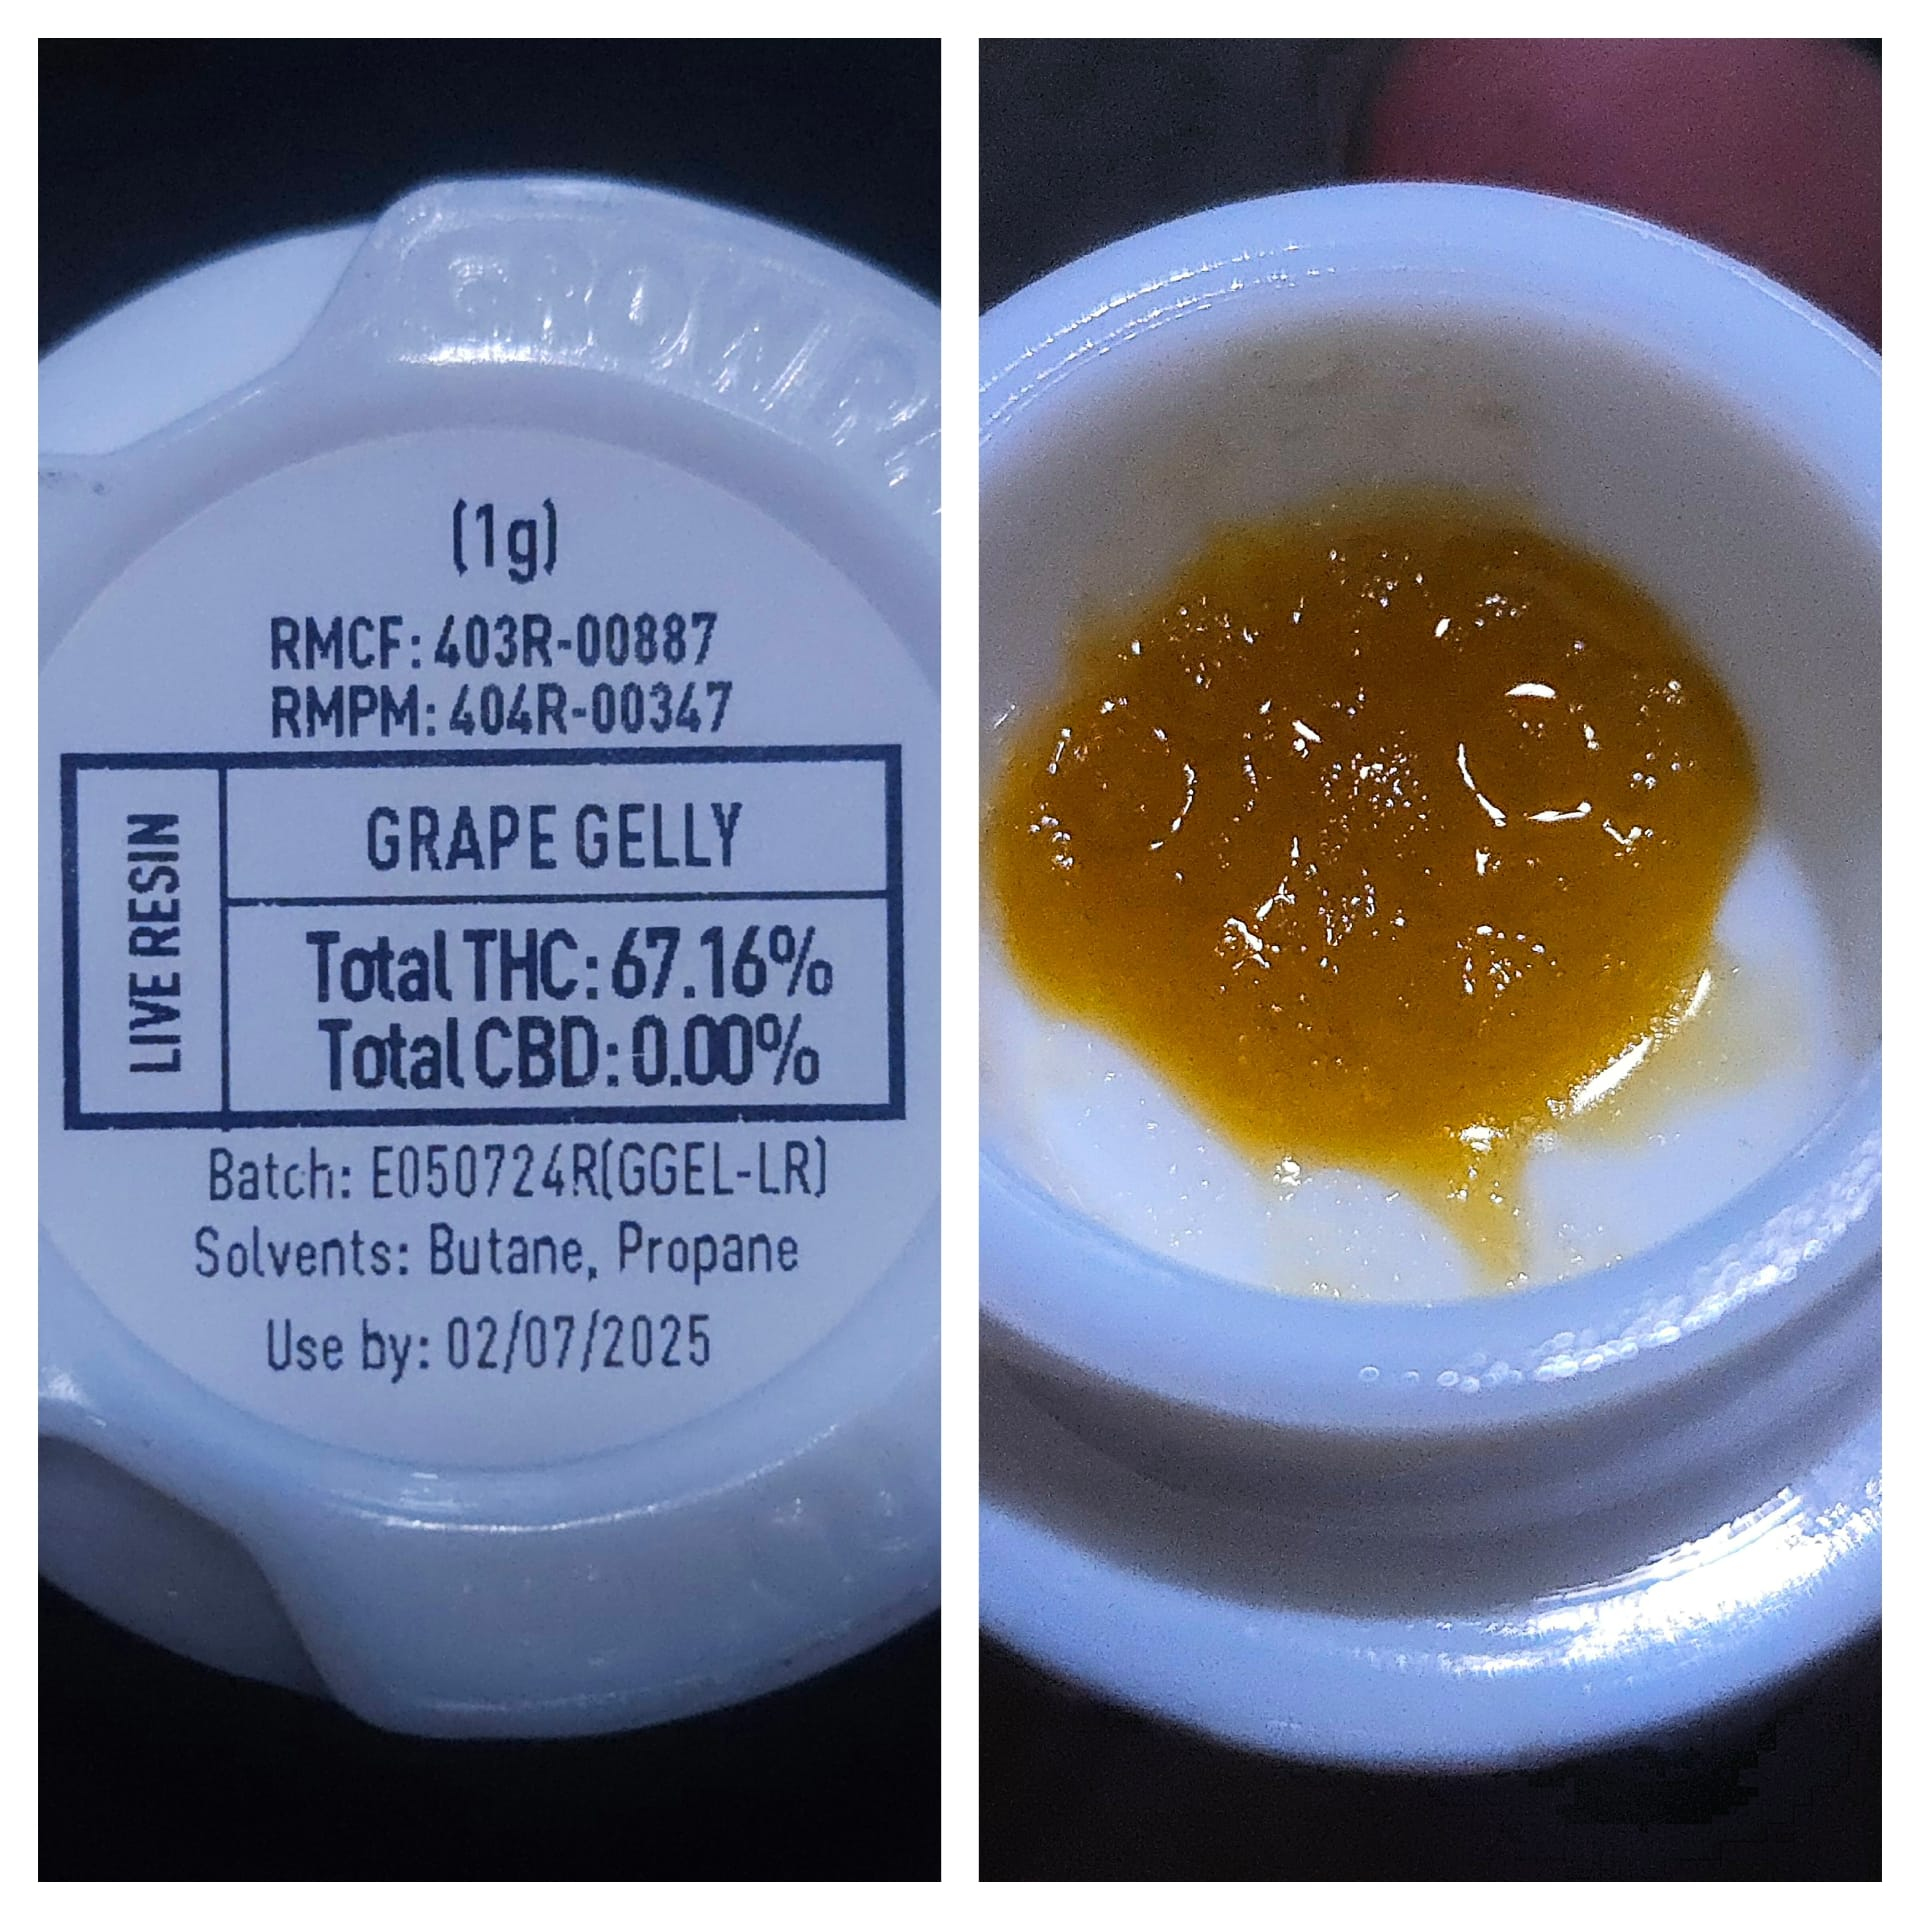 (1g)
RMCF: 403R-00887
RMPM: 404R-00347
LIVE RESIN
GRAPE GELLY
Total THC: 67.16%
Total CBD: 0.00%
Batch: E050724R(GGEL-LR)
Solvents: Butane, Propane
Use by: 02/07/2025